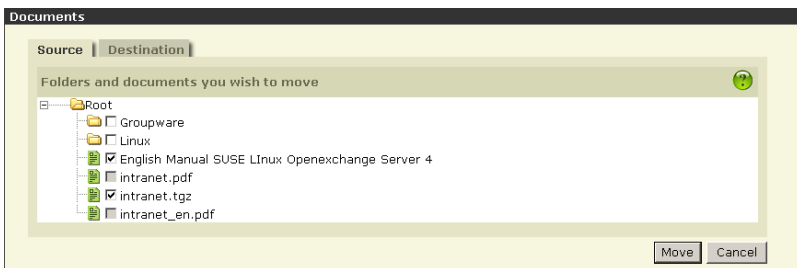 Documents
Source Destination
Folders and documents you wish to move
?
Root
Groupware
Linux
English Manual SUSE LInux Openexchange Server 4
intranet.pdf
intranet.tgz
intranet_en.pdf
Move Cancel